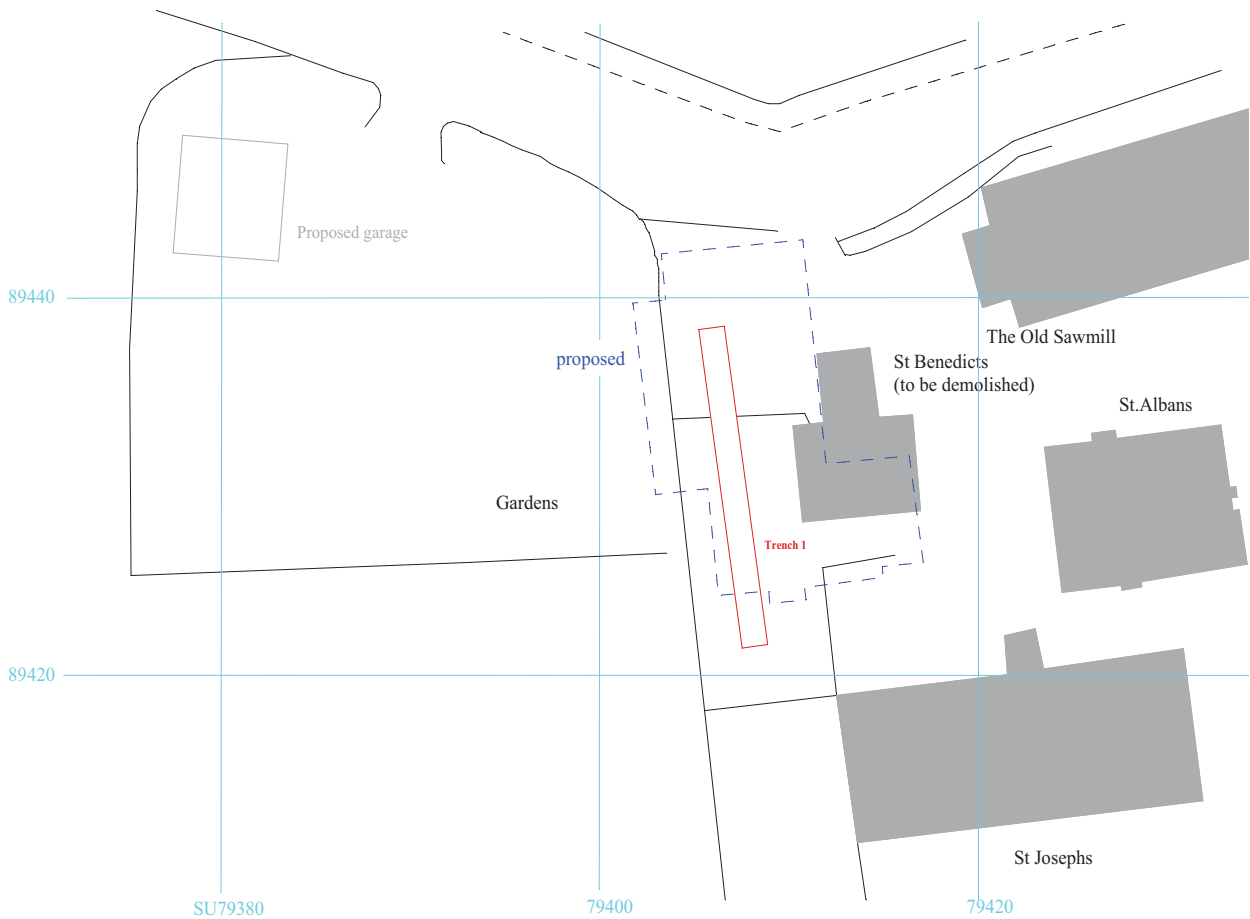 Proposed garage
89440
The Old Sawmill
proposed
St Benedicts
(to be demolished)
St.Albans
Gardens
Trench 1
89420
St Josephs
SU79380
79400
79420